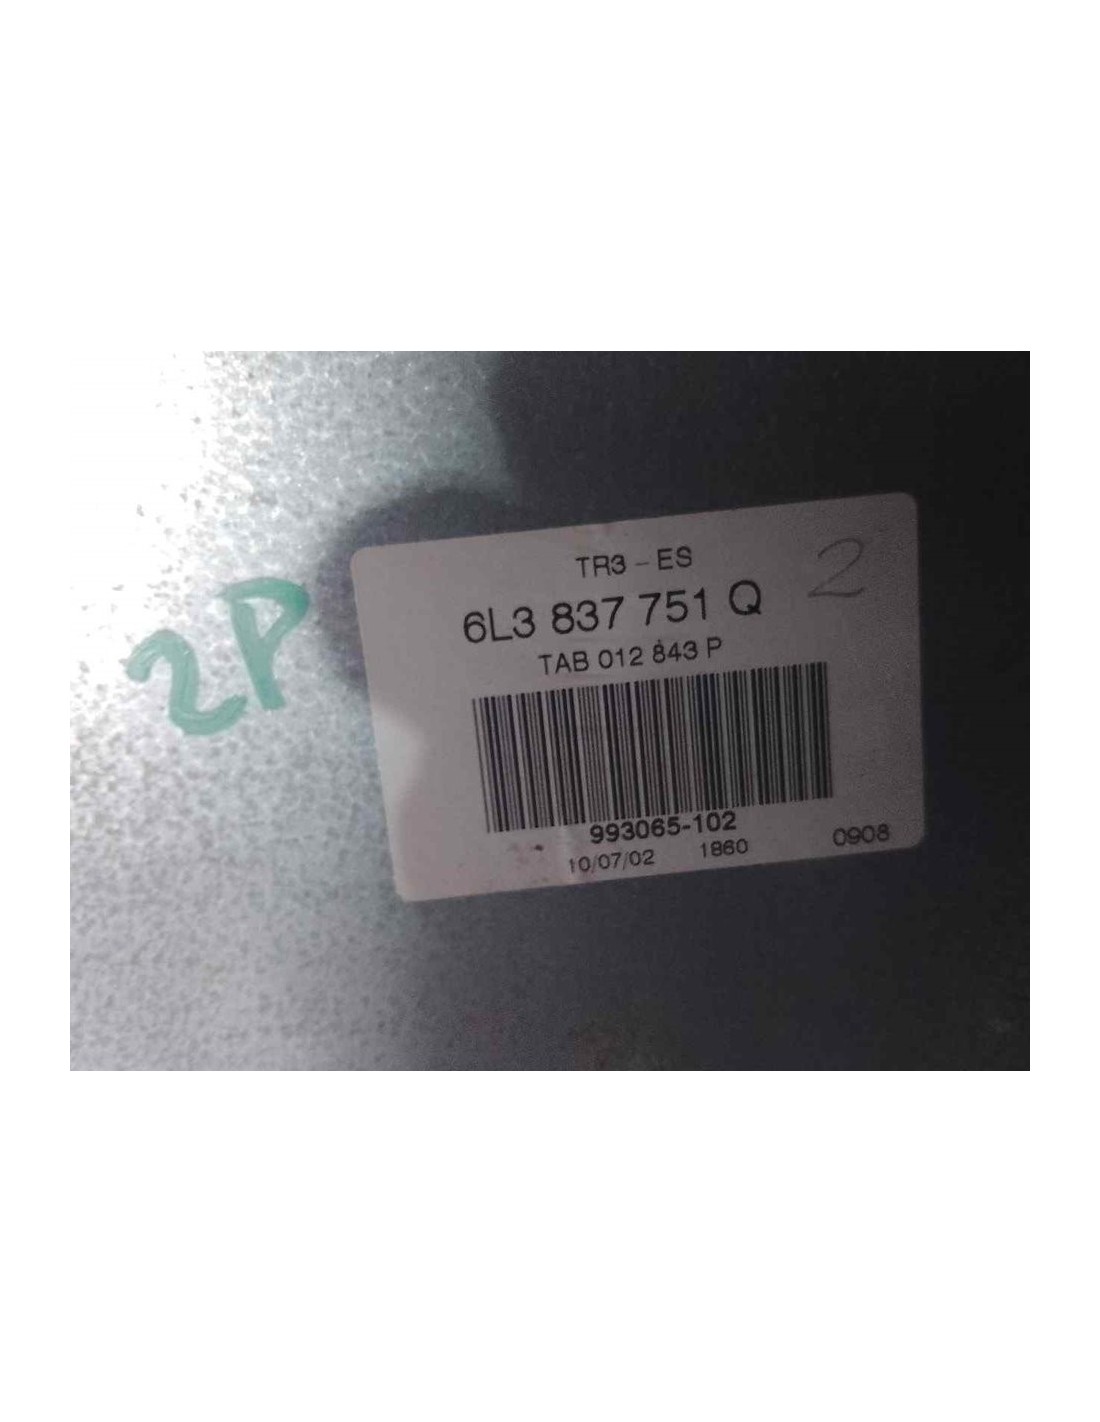 TR3 - ES
2
6L3 837 751 Q
TAB 012 843 P
993065-102
10/07/02 1860 0908
2P